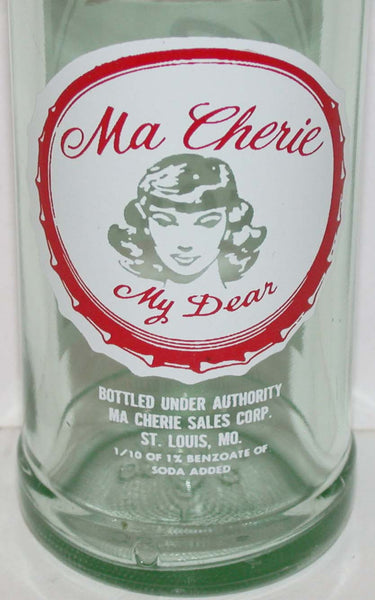 Ma Cherie
My Dear
BOTTLED UNDER AUTHORITY
MA CHERIE SALES CORP.
ST. LOUIS, MO.
1/10 OF 1% BENZOATE OF
SODA ADDED